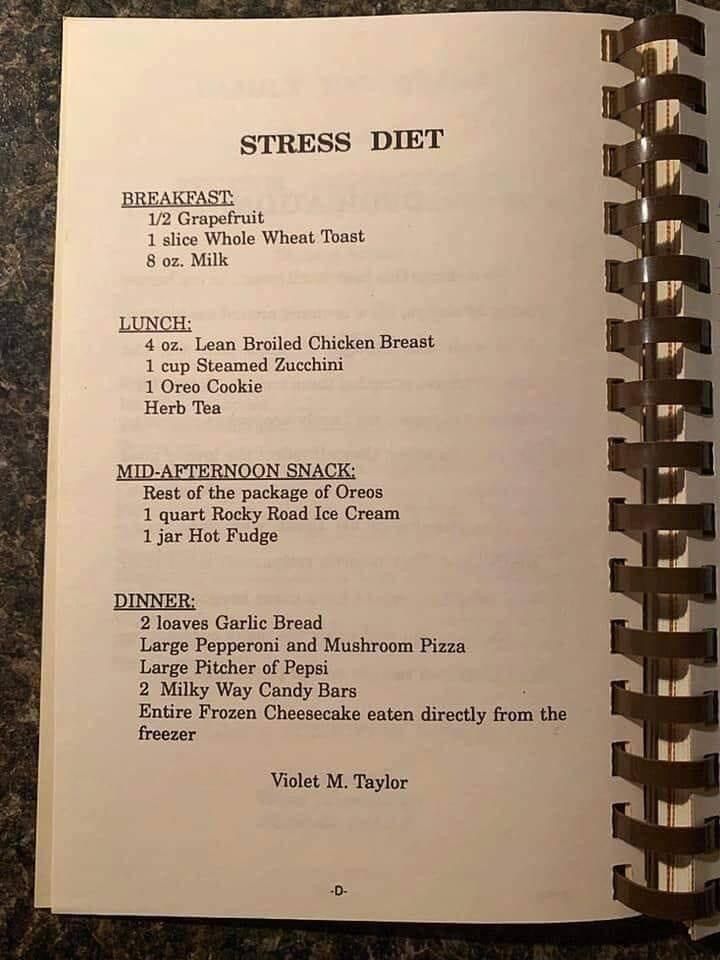 STRESS DIET
BREAKFAST:
1/2 Grapefruit
1 slice Whole Wheat Toast
8 oz. Milk
LUNCH:
4 oz. Lean Broiled Chicken Breast
1 cup Steamed Zucchini
1 Oreo Cookie
Herb Tea
MID-AFTERNOON SNACK:
Rest of the package of Oreos
1 quart Rocky Road Ice Cream
1 jar Hot Fudge
DINNER:
2 loaves Garlic Bread
Large Pepperoni and Mushroom Pizza
Large Pitcher of Pepsi
2 Milky Way Candy Bars
Entire Frozen Cheesecake eaten directly from the
freezer
Violet M. Taylor
-D-